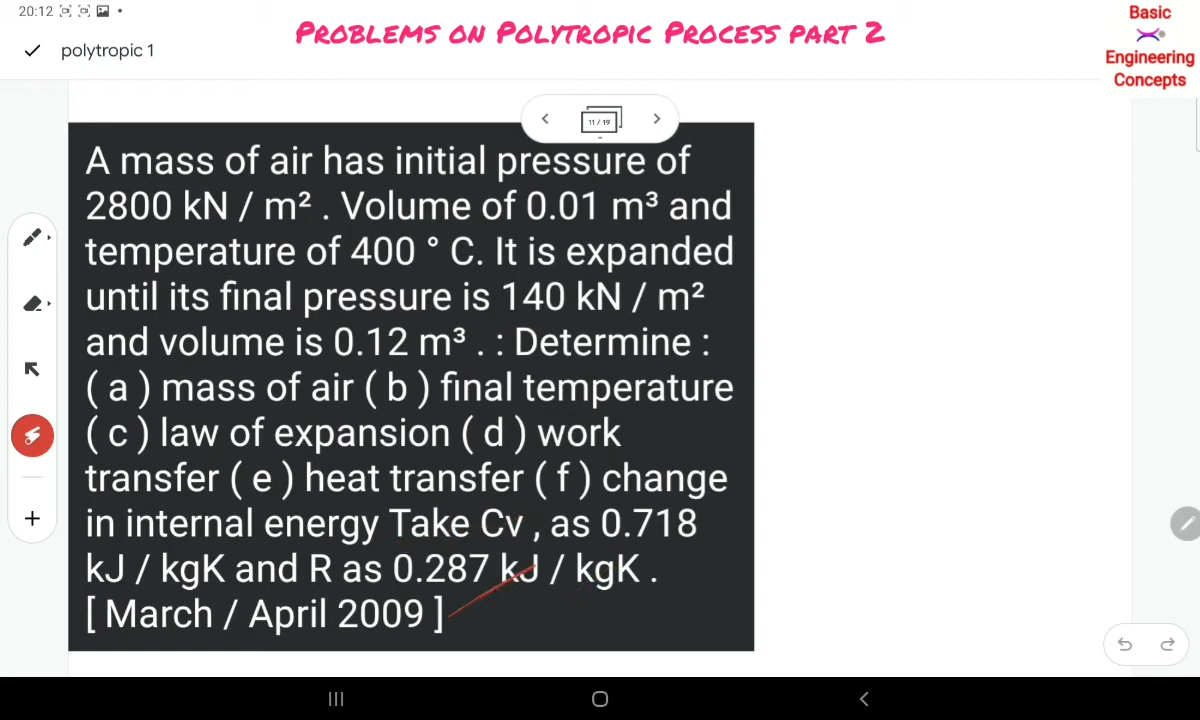 20:12
PROBLEMS ON POLYTROPIC PROCESS PART 2
Basic
Engineering
Concepts
polytropic 1
11 / 19
A mass of air has initial pressure of
2800 kN / m² . Volume of 0.01 m³ and
temperature of 400 ° C. It is expanded
until its final pressure is 140 kN / m²
and volume is 0.12 m³ . : Determine :
( a ) mass of air ( b ) final temperature
( c ) law of expansion ( d ) work
transfer ( e ) heat transfer ( f ) change
in internal energy Take Cv , as 0.718
kJ / kgK and R as 0.287 kJ / kgK .
[ March / April 2009 ]